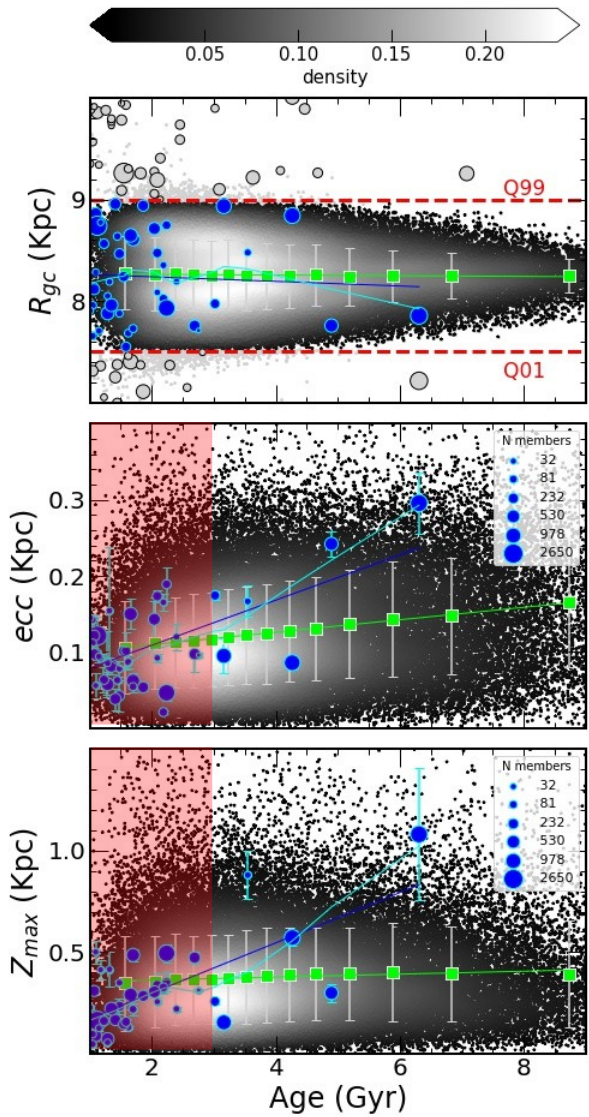 0.05 0.10 0.15 0.20
density
Q99
9
8
R_gc (Kpc)
Q01
N members
32
81
232
530
978
2650
0.3
0.2
0.1
ecc (Kpc)
N members
32
81
232
530
978
2650
1.0
0.5
Z_max (Kpc)
2 4 6 8
Age (Gyr)